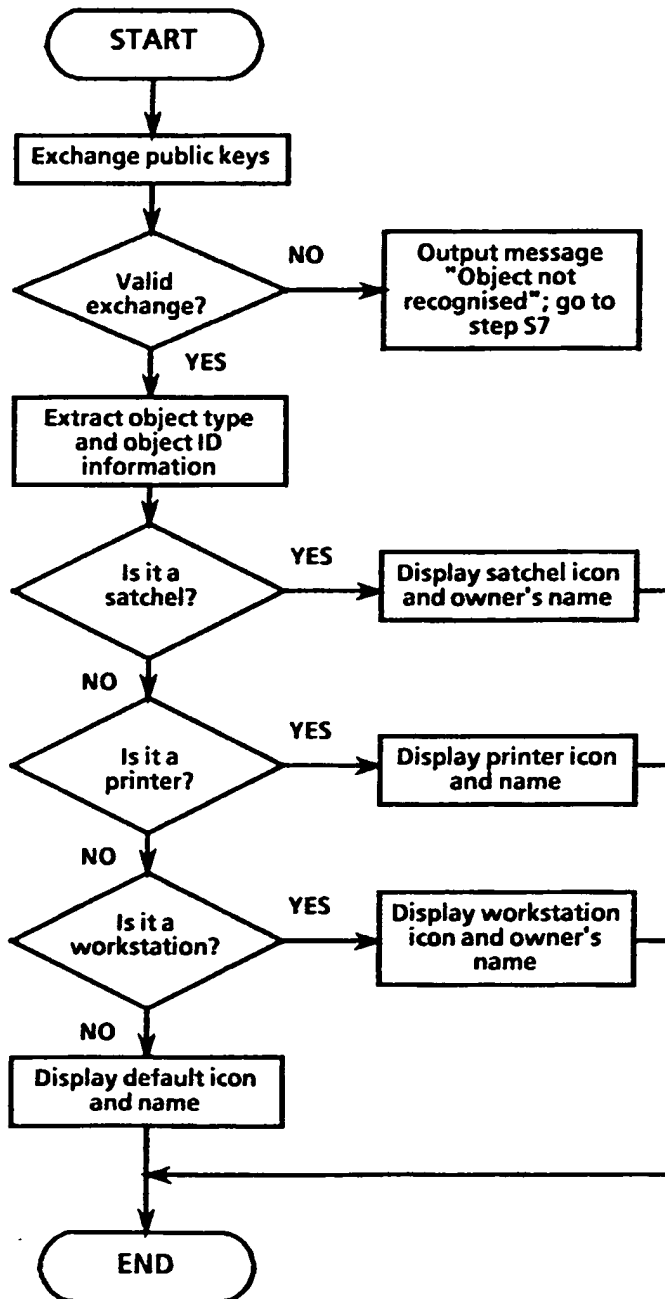 START
Exchange public keys
Valid
exchange?
NO
Output message
"Object not
recognised"; go to
step S7
YES
Extract object type
and object ID
information
Is it a
satchel?
YES
Display satchel icon
and owner's name
NO
Is it a
printer?
YES
Display printer icon
and name
NO
Is it a
workstation?
YES
Display workstation
icon and owner's
name
NO
Display default icon
and name
END